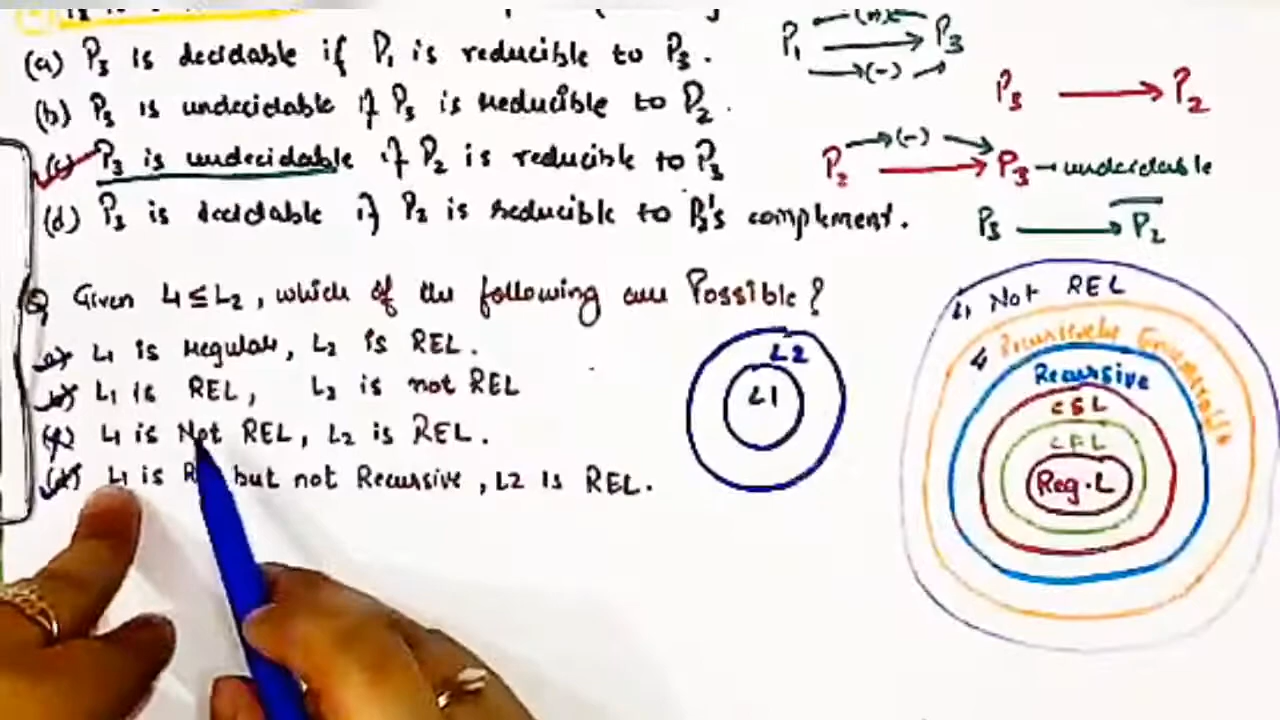 (a) P3 is decidable if P1 is reducible to P3.
(b) P3 is undecidable if P3 is reducible to P2.
(c) P3 is undecidable if P2 is reducible to P3
(d) P3 is decidable if P2 is reducible to P3's complement.
P1 → P3
(-)
P3 → P2
(-)
P2 → P3 → undecidable
P3 → P̅2
Q Given L1 ≤ L2, which of the following are Possible?
(a) L1 is regular, L2 is REL.
(b) L1 is REL, L2 is not REL
(c) L1 is Not REL, L2 is REL.
(d) L1 is but not Recursive, L2 is REL.
L2
L1
L1 Not REL
Recursively Enumerable
Recursive
CSL
CFL
Reg.L